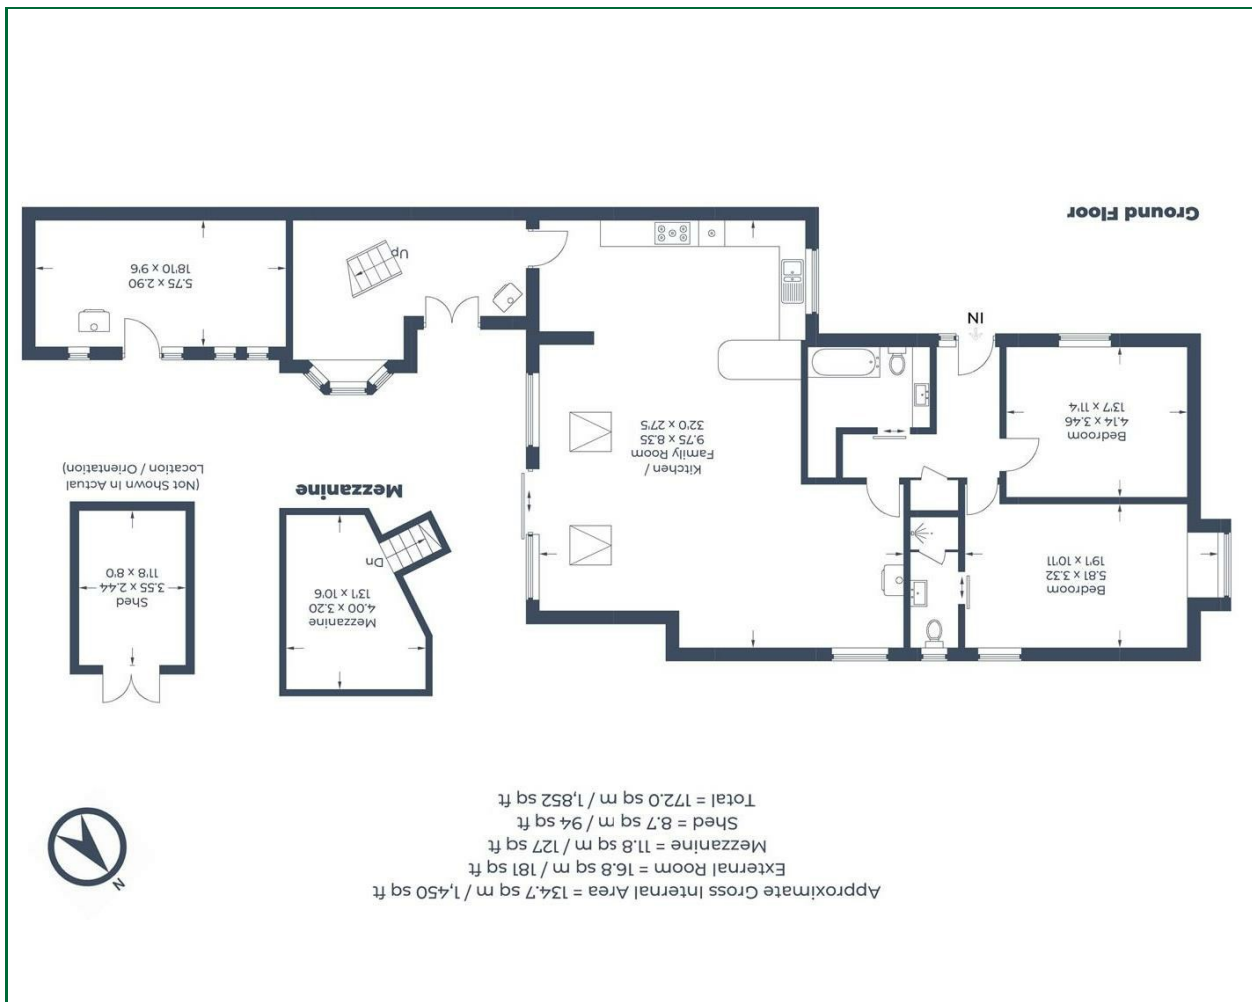 Approximate Gross Internal Area = 134.7 sq m / 1,450 sq ft
External Room = 16.8 sq m / 181 sq ft
Mezzanine = 11.8 sq m / 127 sq ft
Shed = 8.7 sq m / 94 sq ft
Total = 172.0 sq m / 1,852 sq ft
N
Bedroom
5.81 x 3.32
19'1 x 10'11
Bedroom
4.14 x 3.46
13'7 x 11'4
IN
Kitchen /
Family Room
9.75 x 8.35
32'0 x 27'5
Up
5.75 x 2.90
18'10 x 9'6
Ground Floor
Mezzanine
4.00 x 3.20
13'1 x 10'6
Dn
Mezzanine
Shed
3.55 x 2.44
11'8 x 8'0
(Not Shown In Actual
Location / Orientation)